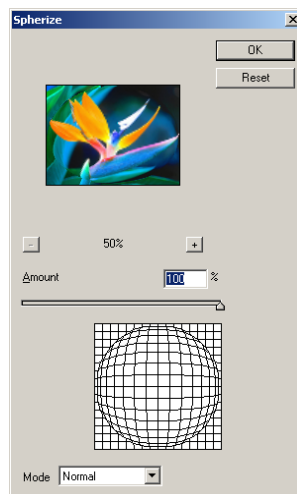 Spherize
OK
Reset
- 50% +
Amount 100 %
Mode Normal